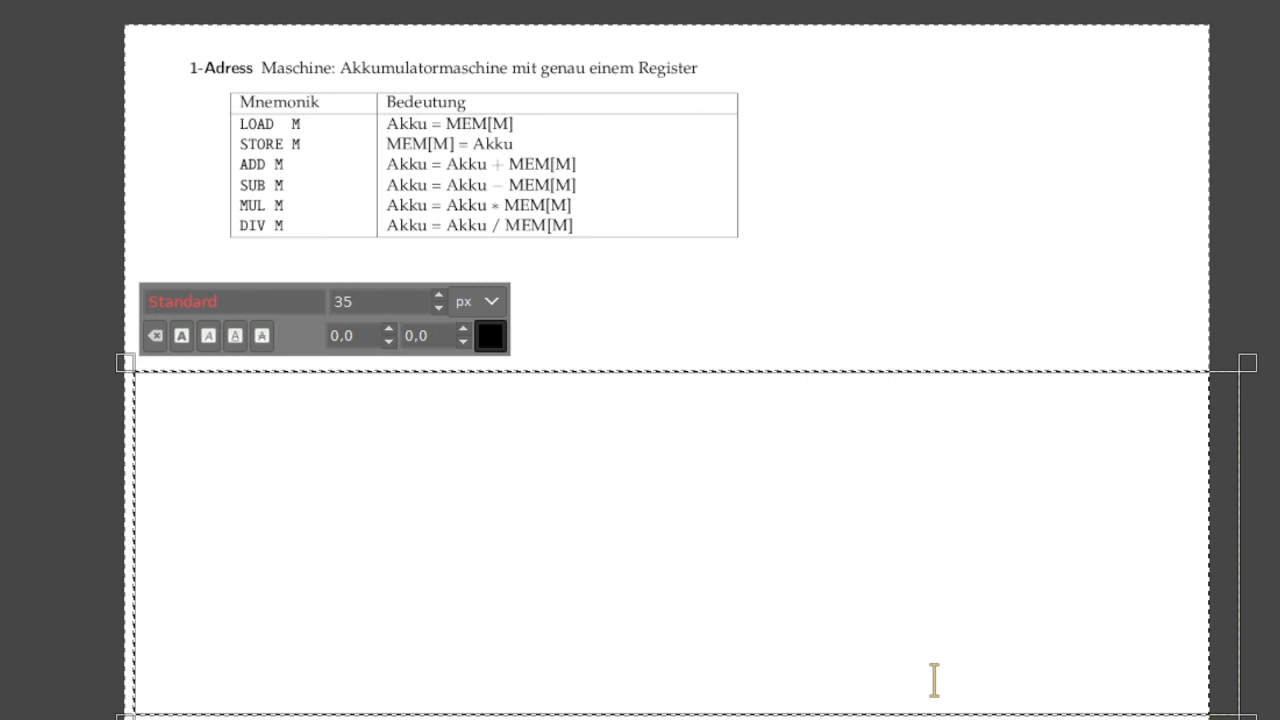 1-Adress Maschine: Akkumulatormaschine mit genau einem Register
Mnemonik Bedeutung
LOAD M Akku = MEM[M]
STORE M MEM[M] = Akku
ADD M Akku = Akku + MEM[M]
SUB M Akku = Akku − MEM[M]
MUL M Akku = Akku * MEM[M]
DIV M Akku = Akku / MEM[M]
Standard 35 px
A A A A 0,0 0,0